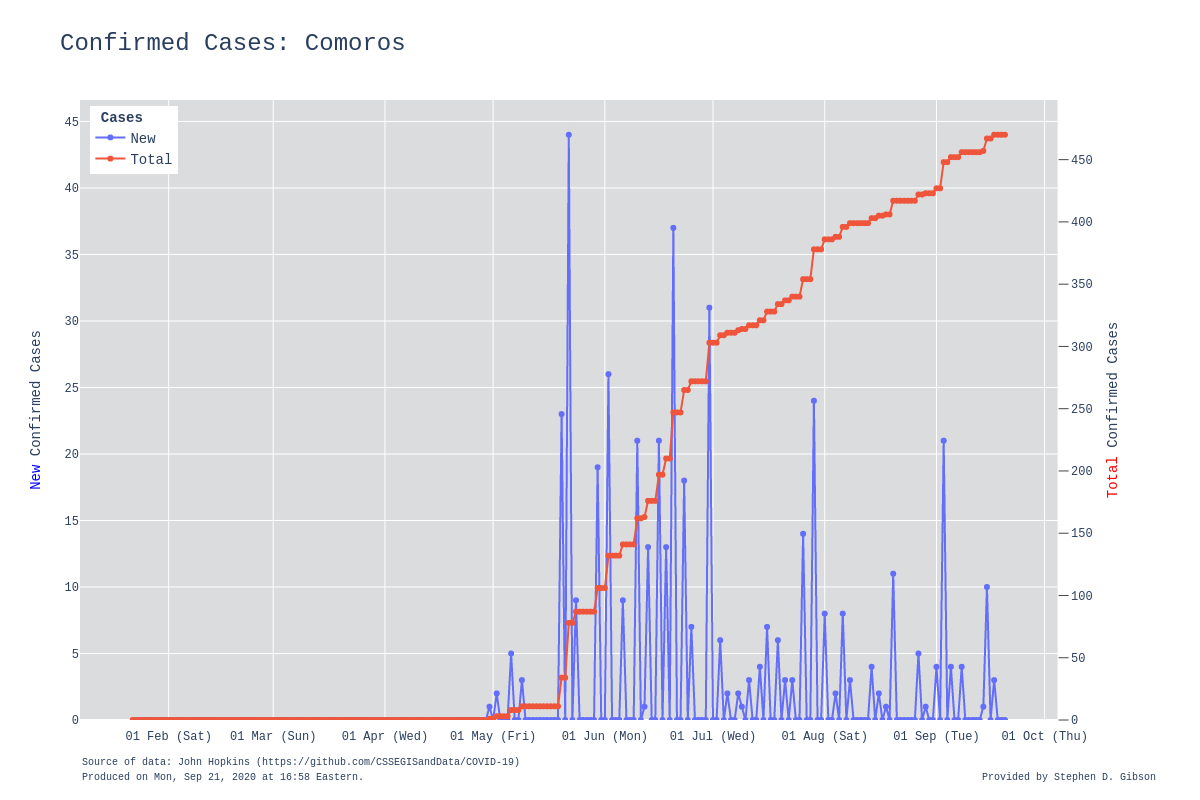 Confirmed Cases: Comoros
Cases
New
Total
45
40
35
30
25
20
15
10
5
0
450
400
350
300
250
200
150
100
50
0
New Confirmed Cases
Total Confirmed Cases
01 Feb (Sat)
01 Mar (Sun)
01 Apr (Wed)
01 May (Fri)
01 Jun (Mon)
01 Jul (Wed)
01 Aug (Sat)
01 Sep (Tue)
01 Oct (Thu)
Source of data: John Hopkins (https://github.com/CSSEGISandData/COVID-19)
Produced on Mon, Sep 21, 2020 at 16:58 Eastern.
Provided by Stephen D. Gibson